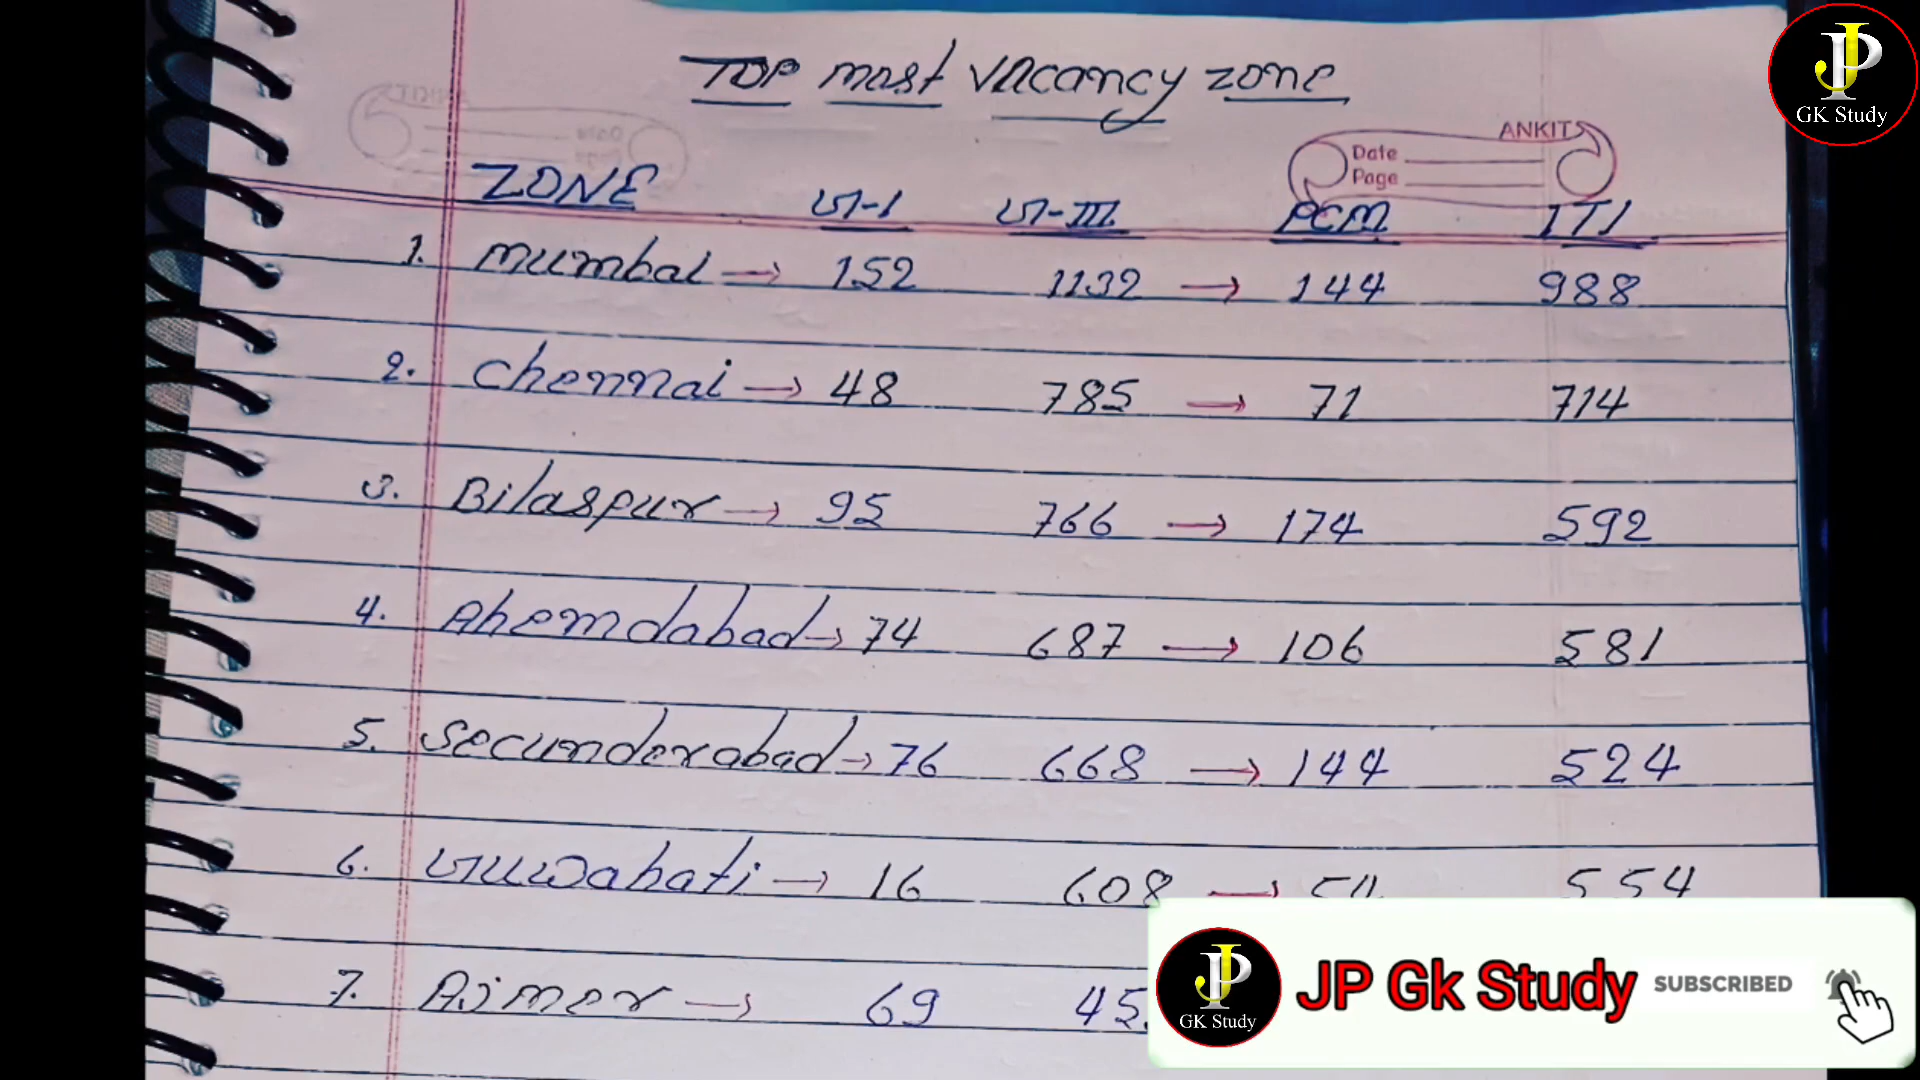 TOP most vacancy zone
JP
GK Study
ANKIT
Date
Page
ZONE G-I G-III PCM ITI
1. Mumbai → 152 1132 → 144 988
2. Chennai → 48 785 → 71 714
3. Bilaspur → 95 766 → 174 592
4. Ahemdabad → 74 687 → 106 581
5. Secunderabad → 76 668 → 144 524
6. Guwahati → 16 608 → 554
7. Ajmer → 69
JP
GK Study
JP Gk Study SUBSCRIBED